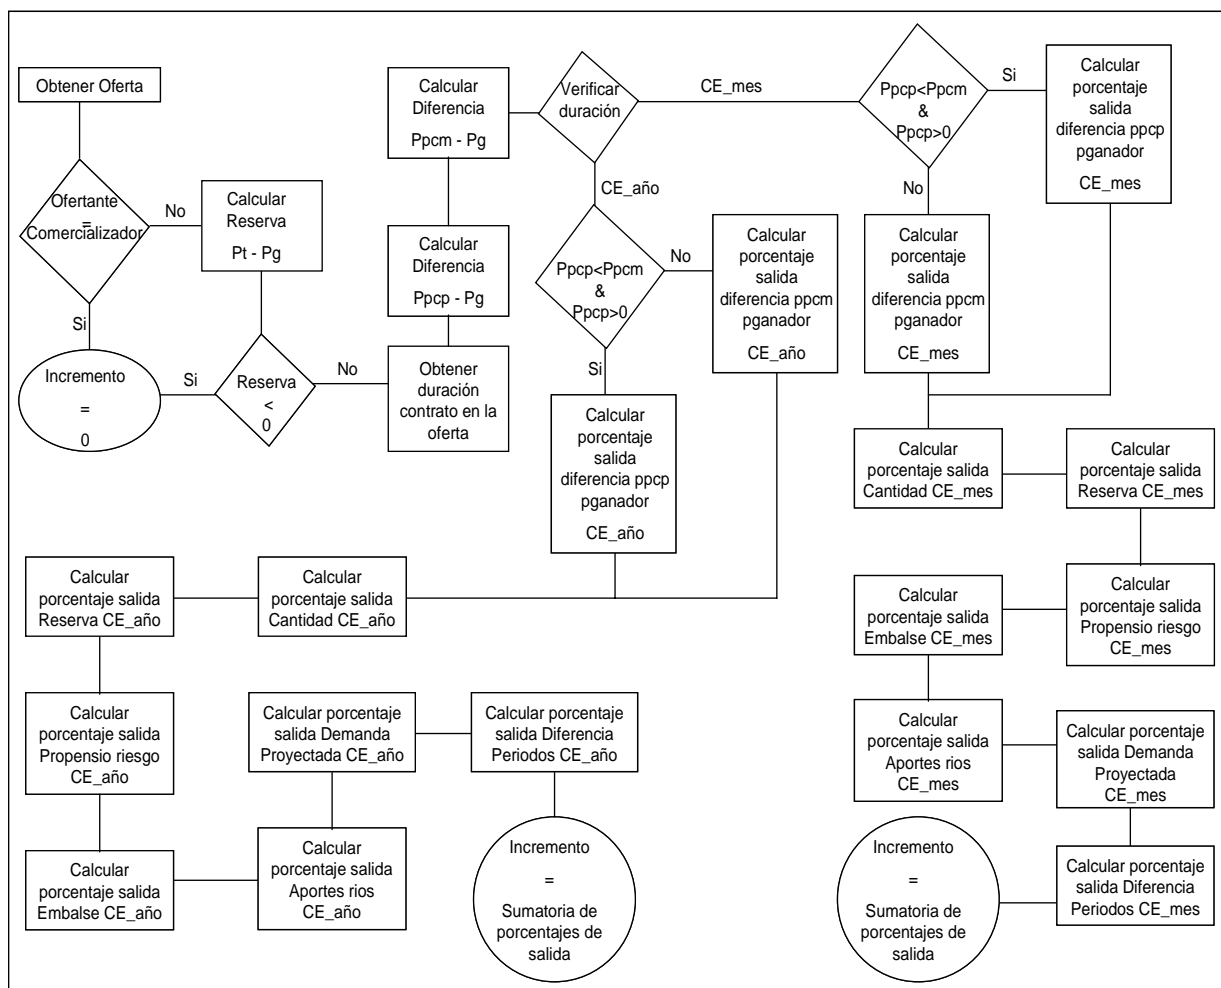 Obtener Oferta
Ofertante
=
Comercializador
No
Si
Calcular
Reserva
Pt - Pg
Incremento
=
0
Si
Reserva
<
0
No
Obtener
duración
contrato en la
oferta
Calcular
Diferencia
Ppcp - Pg
Calcular
Diferencia
Ppcm - Pg
Verificar
duración
CE_mes
CE_año
Ppcp<Ppcm
&
Ppcp>0
No
Si
Calcular
porcentaje
salida
diferencia ppcm
pganador
CE_año
Calcular
porcentaje
salida
diferencia ppcp
pganador
CE_año
Ppcp<Ppcm
&
Ppcp>0
Si
No
Calcular
porcentaje
salida
diferencia ppcp
pganador
CE_mes
Calcular
porcentaje
salida
diferencia ppcm
pganador
CE_mes
Calcular
porcentaje salida
Cantidad CE_mes
Calcular
porcentaje salida
Reserva CE_mes
Calcular
porcentaje salida
Propensio riesgo
CE_mes
Calcular
porcentaje salida
Embalse CE_mes
Calcular
porcentaje salida
Aportes rios
CE_mes
Calcular porcentaje
salida Demanda
Proyectada
CE_mes
Calcular porcentaje
salida Diferencia
Periodos CE_mes
Incremento
=
Sumatoria de
porcentajes de
salida
Calcular
porcentaje salida
Cantidad CE_año
Calcular
porcentaje salida
Reserva CE_año
Calcular
porcentaje salida
Propensio riesgo
CE_año
Calcular
porcentaje salida
Embalse CE_año
Calcular
porcentaje salida
Aportes rios
CE_año
Calcular porcentaje
salida Demanda
Proyectada CE_año
Calcular porcentaje
salida Diferencia
Periodos CE_año
Incremento
=
Sumatoria de
porcentajes de
salida